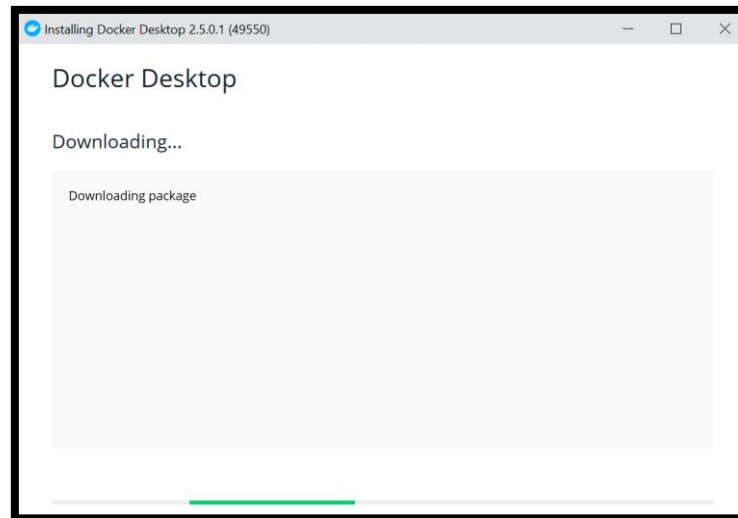 Installing Docker Desktop 2.5.0.1 (49550)
Docker Desktop
Downloading...
Downloading package